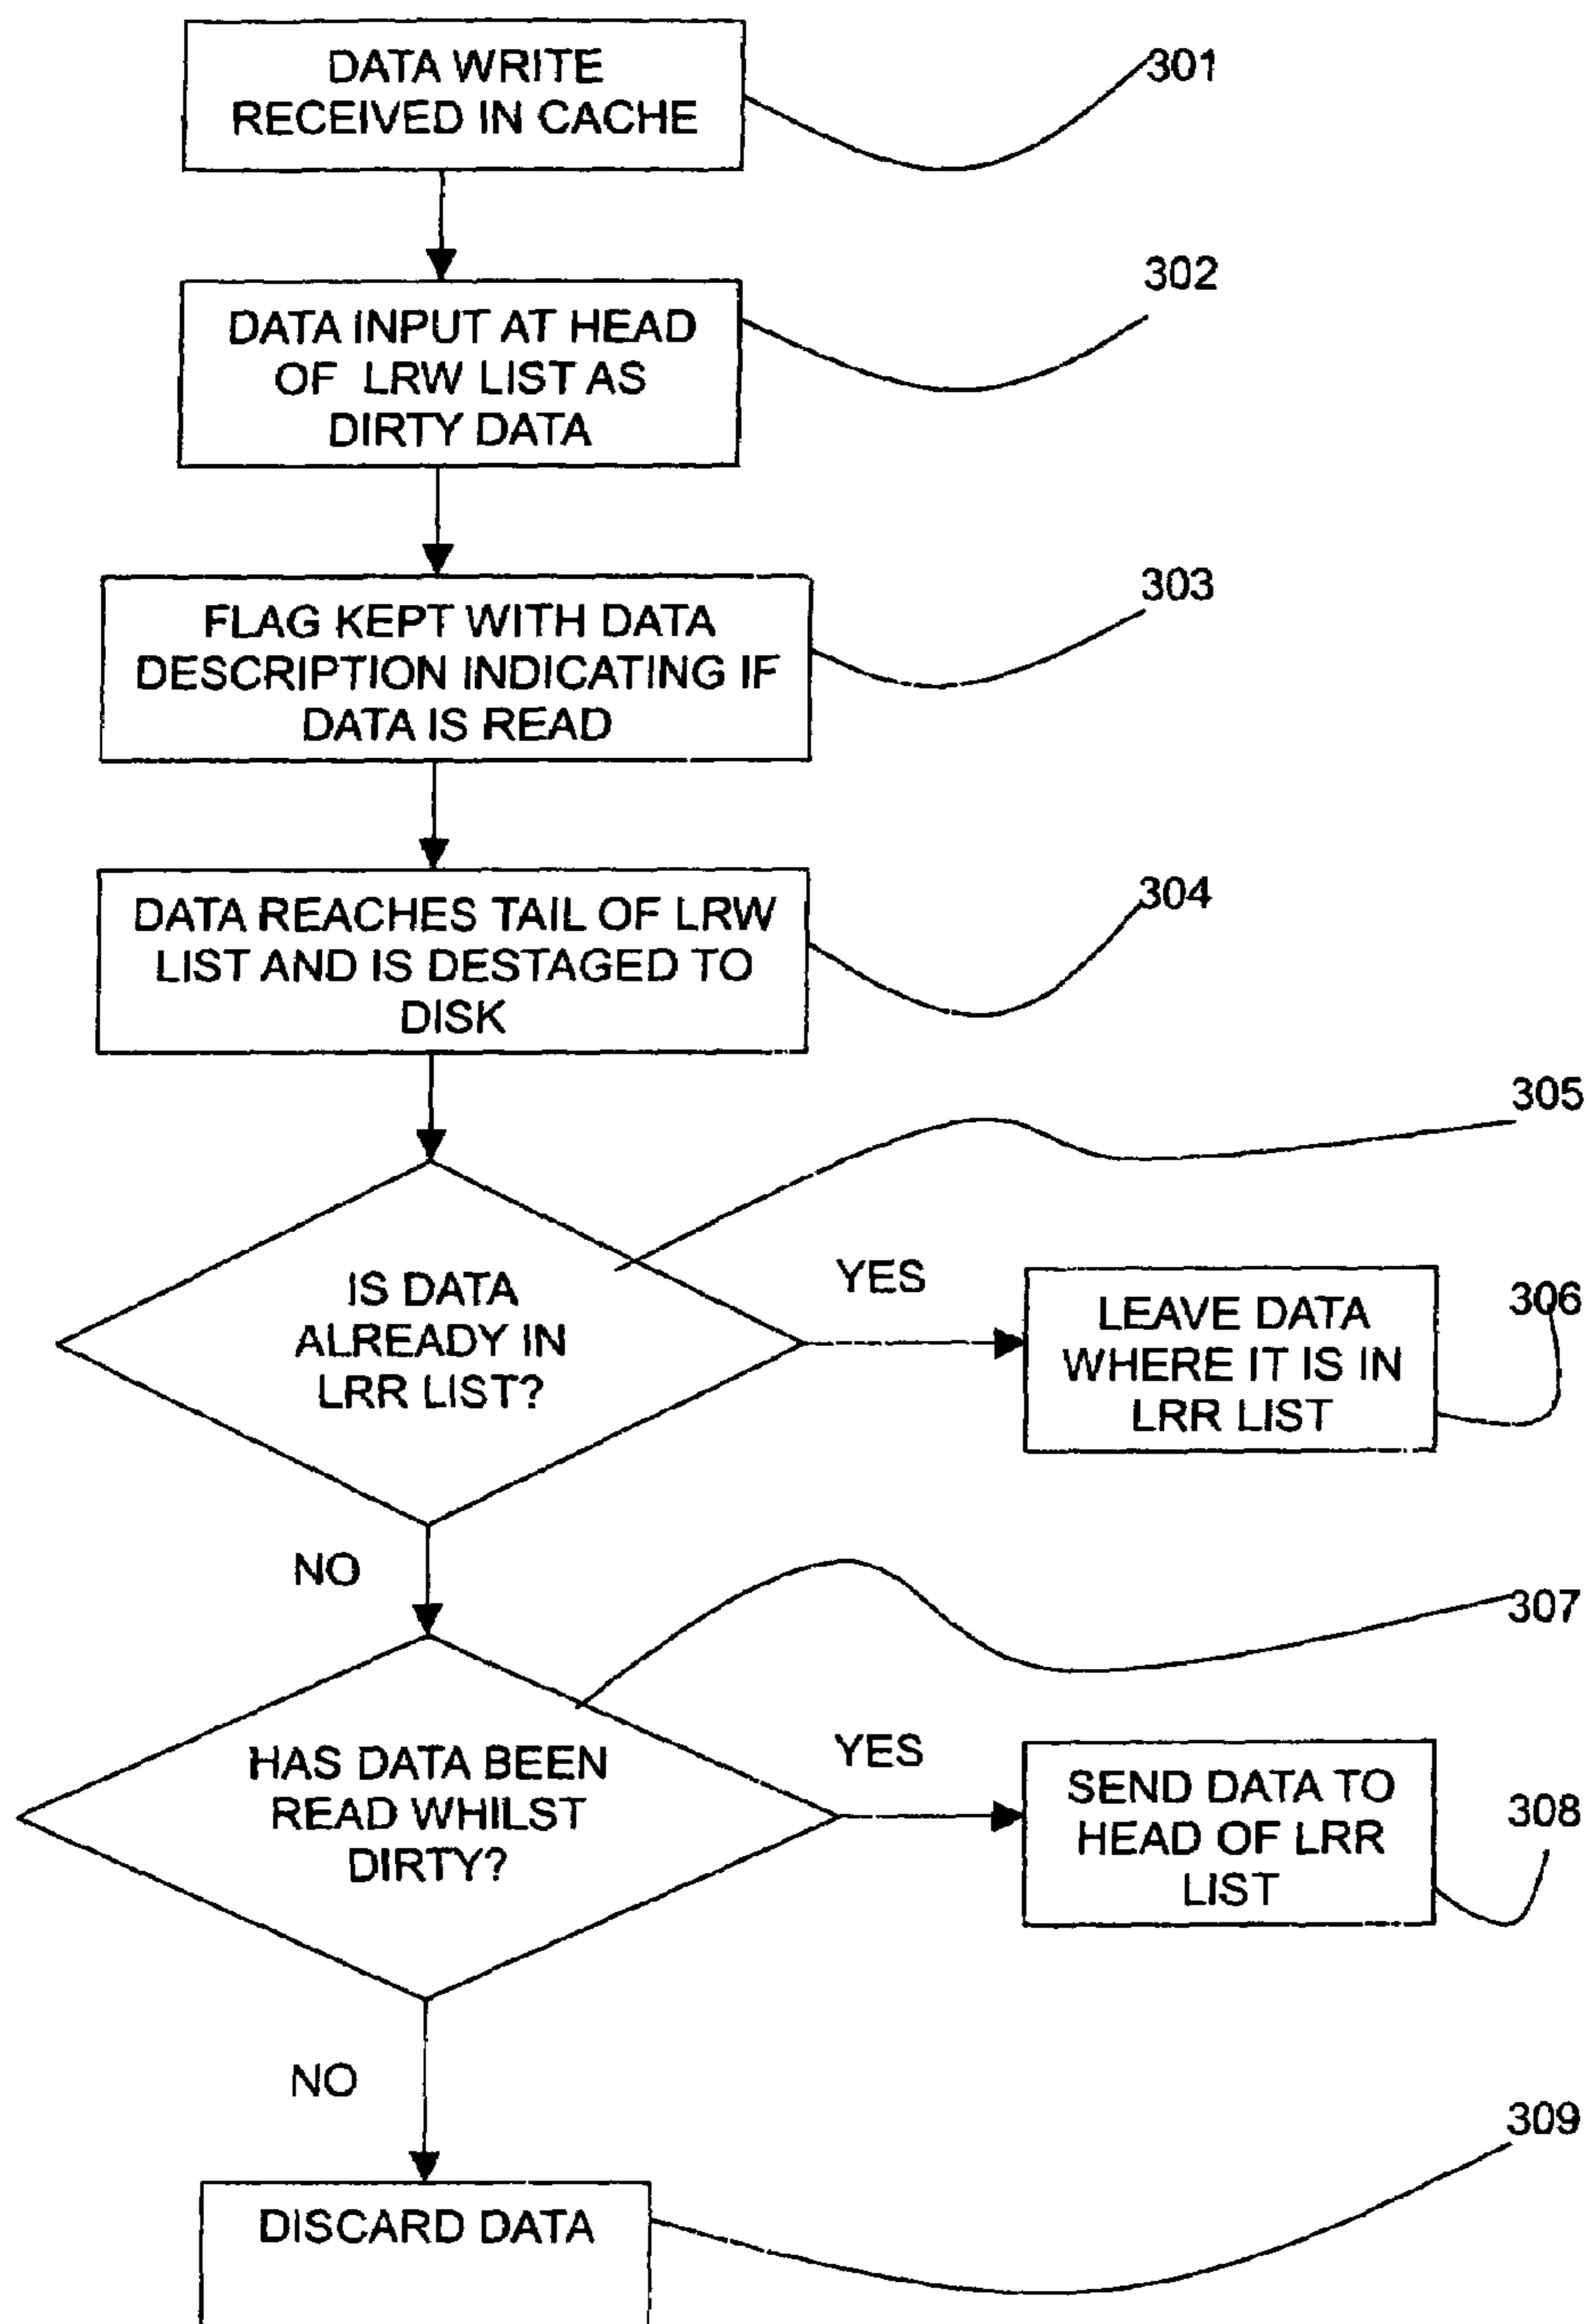 DATA WRITE
RECEIVED IN CACHE
301
DATA INPUT AT HEAD
OF LRW LIST AS
DIRTY DATA
302
FLAG KEPT WITH DATA
DESCRIPTION INDICATING IF
DATA IS READ
303
DATA REACHES TAIL OF LRW
LIST AND IS DESTAGED TO
DISK
304
305
IS DATA
ALREADY IN
LRR LIST?
YES
LEAVE DATA
WHERE IT IS IN
LRR LIST
306
NO
307
HAS DATA BEEN
READ WHILST
DIRTY?
YES
SEND DATA TO
HEAD OF LRR
LIST
308
NO
309
DISCARD DATA